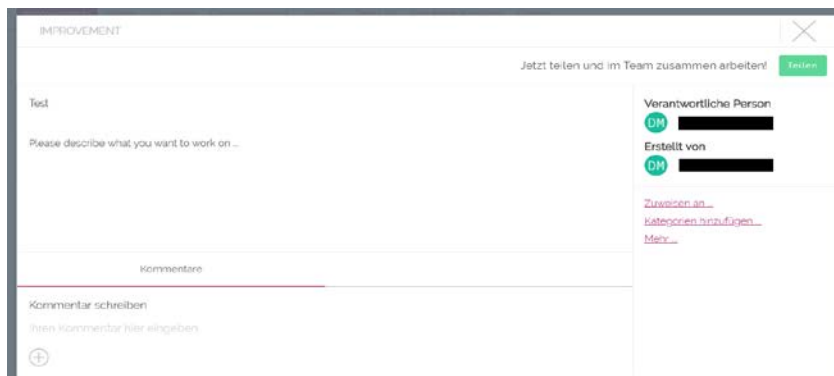 IMPROVEMENT
Jetzt teilen und im Team zusammen arbeiten!
Teilen
Test
Please describe what you want to work on ...
Verantwortliche Person
DM
Erstellt von
DM
Zuweisen an ...
Kategorien hinzufügen ...
Mehr ...
Kommentare
Kommentar schreiben
Ihren Kommentar hier eingeben